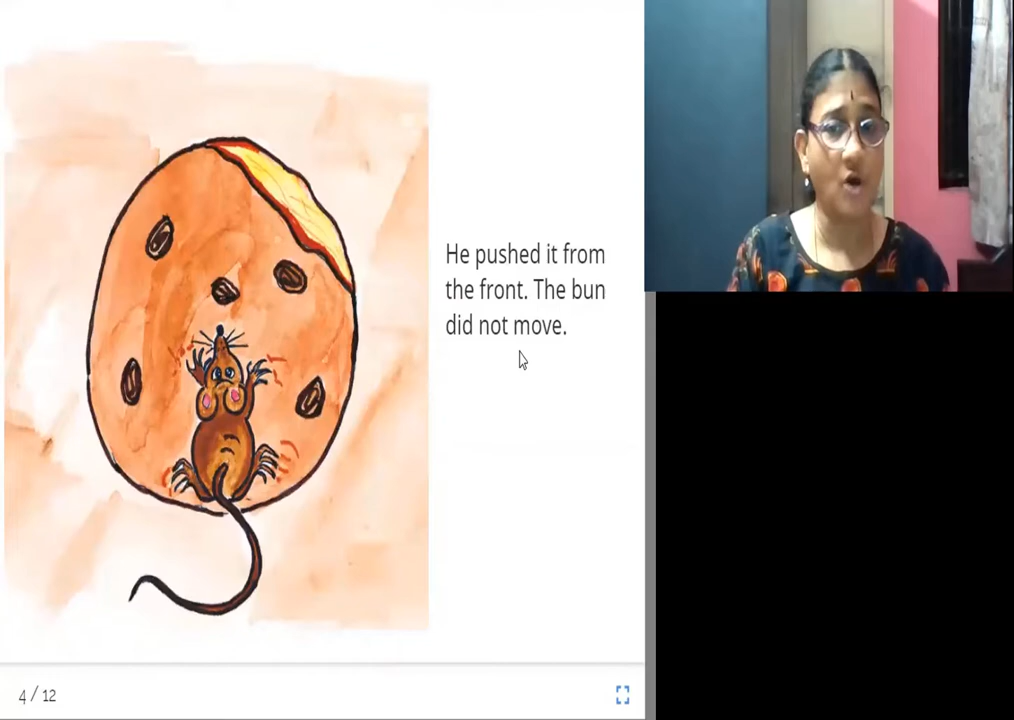 He pushed it from
the front. The bun
did not move.
4 / 12